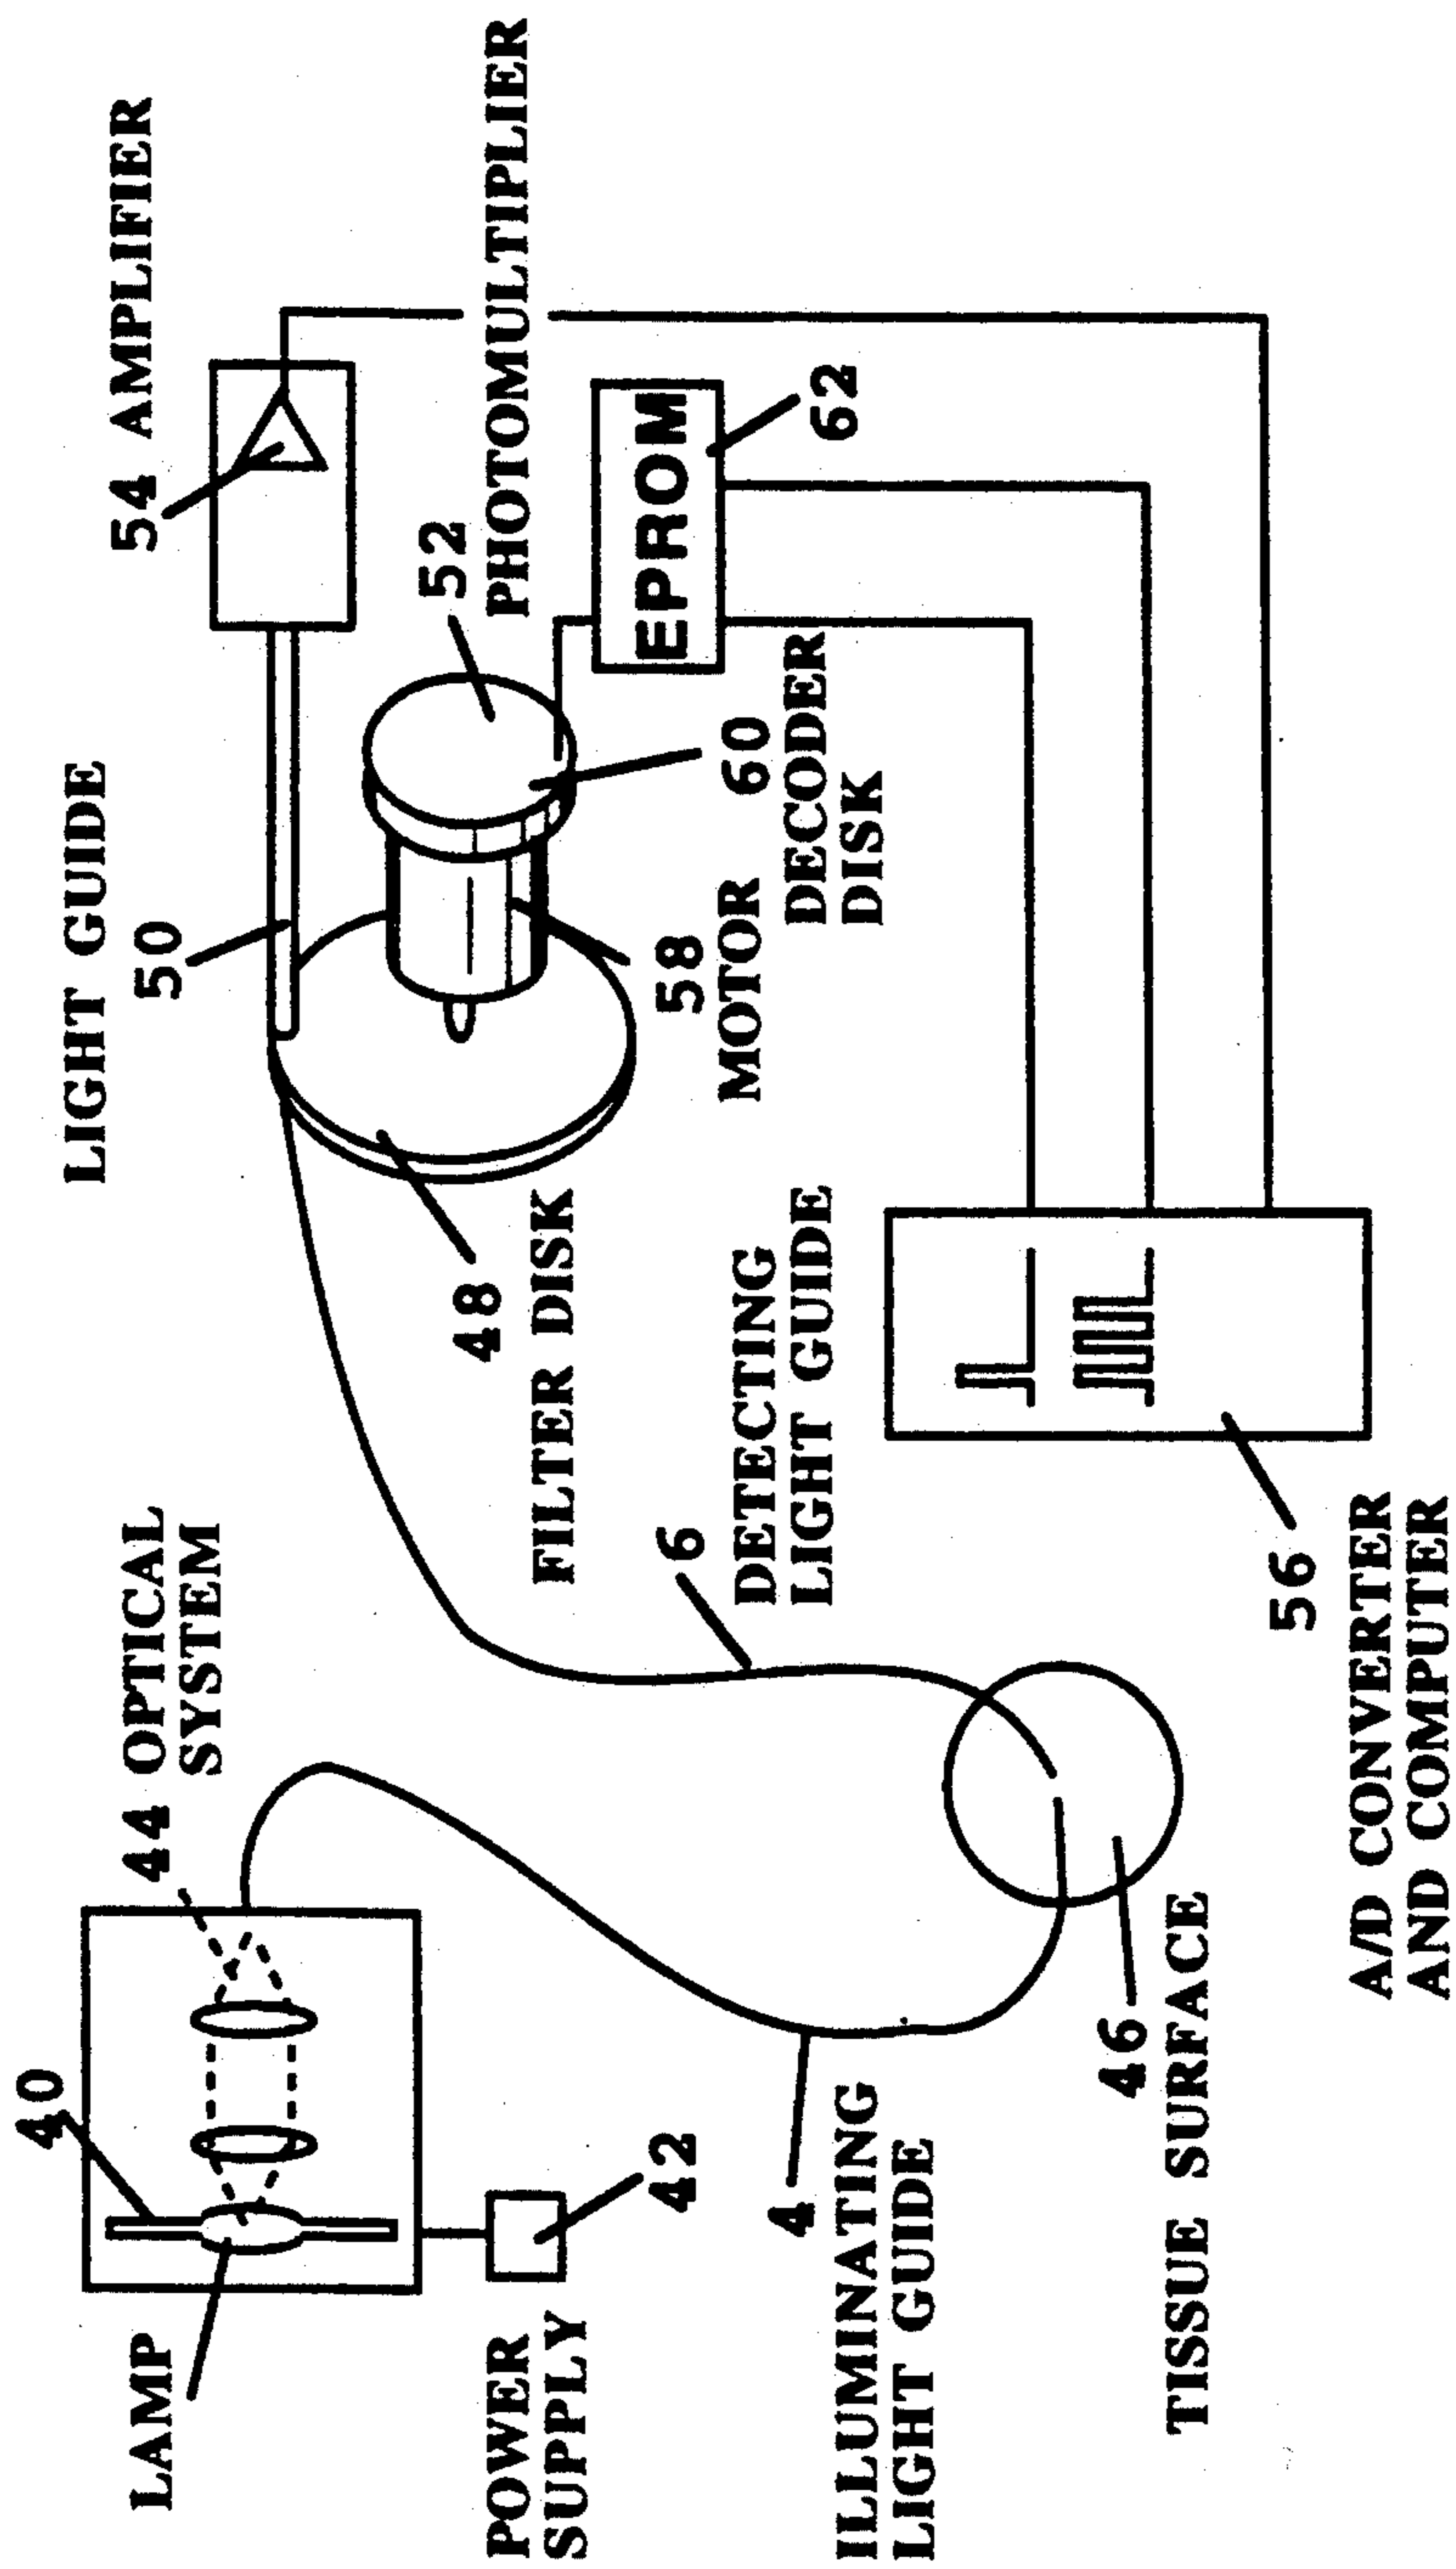 LAMP
40
44 OPTICAL
SYSTEM
POWER
SUPPLY
42
4
ILLUMINATING
LIGHT GUIDE
46
TISSUE SURFACE
6
DETECTING
LIGHT GUIDE
48
FILTER DISK
LIGHT GUIDE
50
54 AMPLIFIER
52
PHOTOMULTIPLIER
58
MOTOR
60
DECODER
DISK
EPROM
62
56
A/D CONVERTER
AND COMPUTER